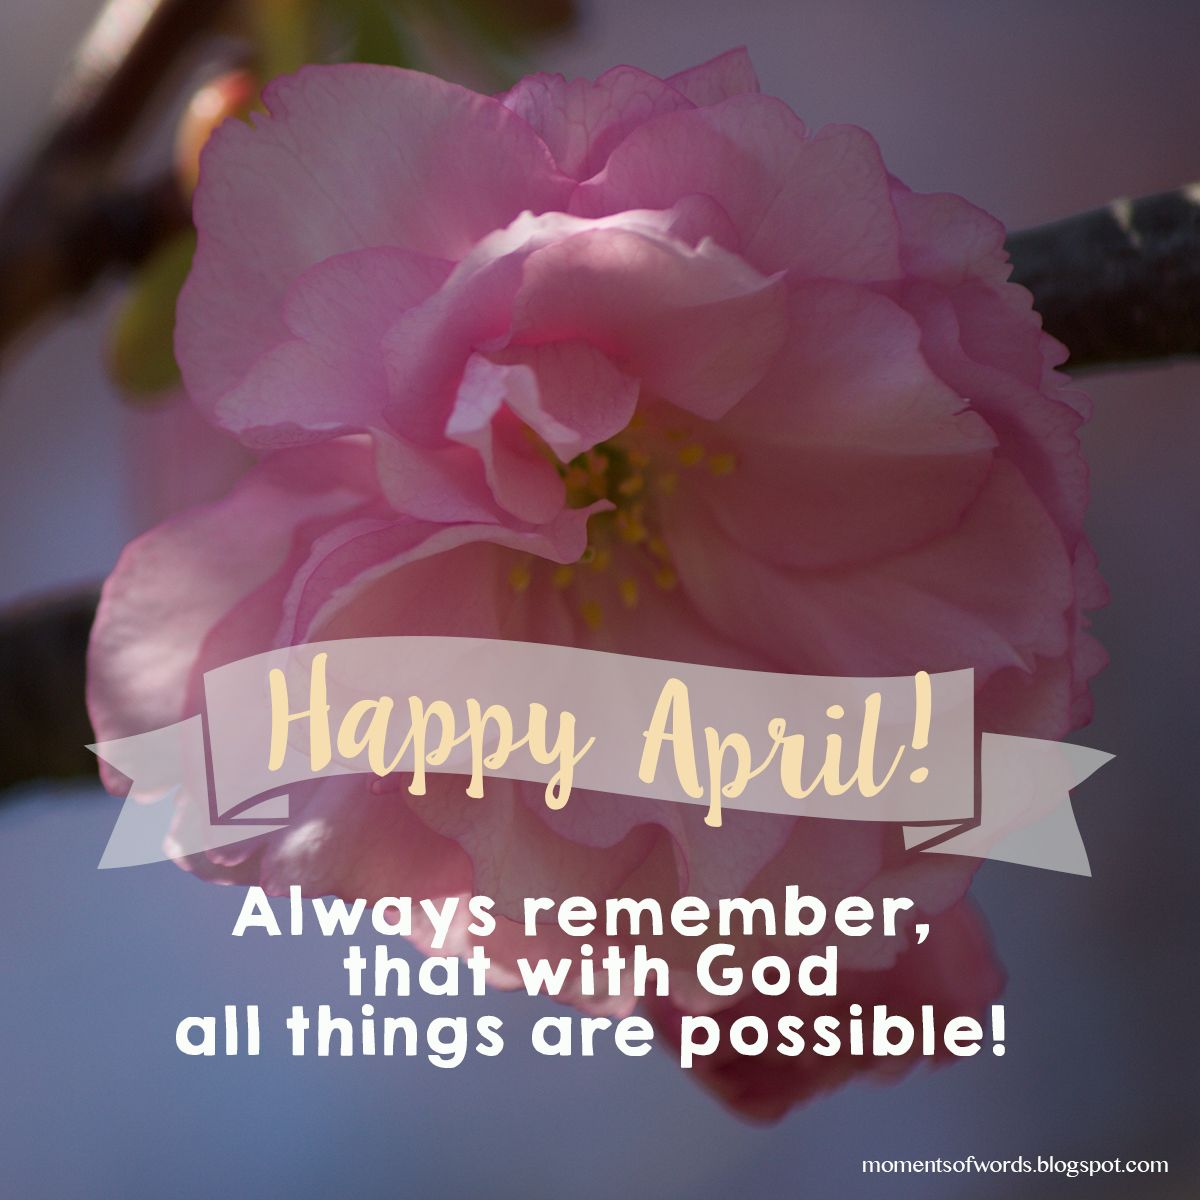 Happy April!
Always remember,
that with God
all things are possible!
momentsofwords.blogspot.com